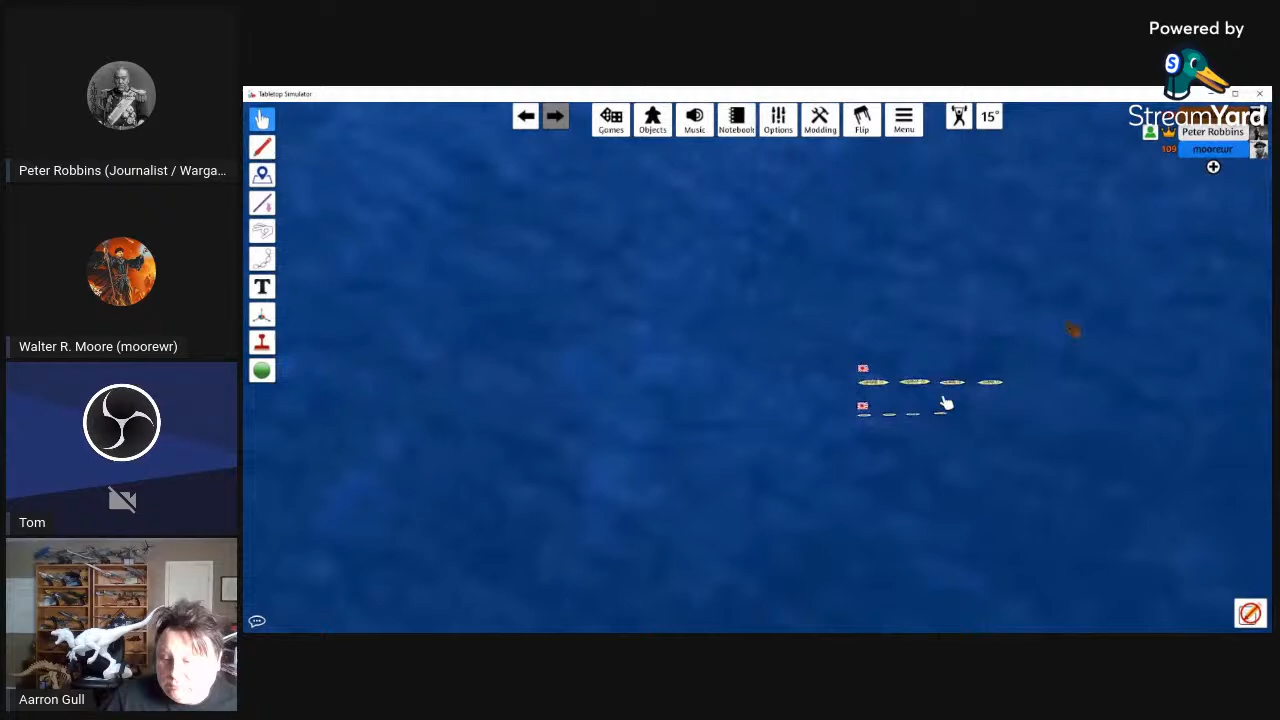 Powered by
S
StreamYard
Peter Robbins (Journalist / Warga...
Walter R. Moore (moorewr)
Tom
Aarron Gull
Tabletop Simulator
Games
Objects
Music
Notebook
Options
Modding
Flip
Menu
15°
Peter Robbins
109 moorewr
T